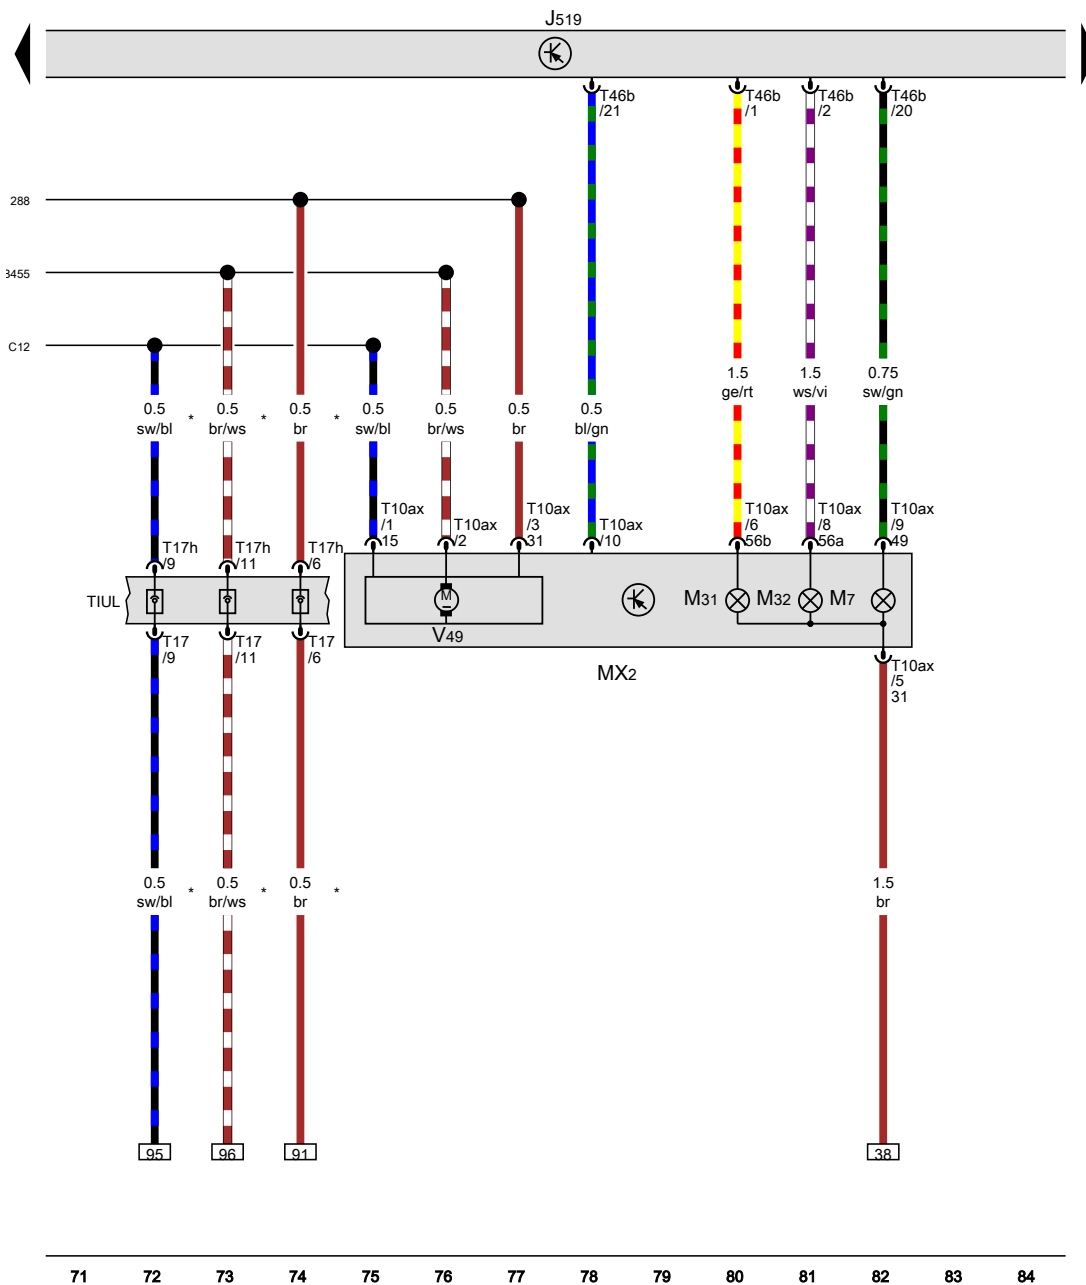 J519
T46b
/21
T46b
/1
T46b
/2
T46b
/20
288
C12
0.5
sw/bl
*
0.5
br/ws
*
0.5
br
*
0.5
sw/bl
0.5
br/ws
0.5
br
0.5
bl/gn
1.5
ge/rt
1.5
ws/vi
0.75
sw/gn
T17h
/9
T17h
/11
T17h
/6
T10ax
/1
15
T10ax
/2
T10ax
/3
31
T10ax
/10
T10ax
/6
56b
T10ax
/8
56a
T10ax
/9
49
TIUL
M
V49
M31
M32
M7
MX2
T17
/9
T17
/11
T17
/6
T10ax
/5
31
0.5
sw/bl
*
0.5
br/ws
*
0.5
br
*
1.5
br
95
96
91
38
71 72 73 74 75 76 77 78 79 80 81 82 83 84